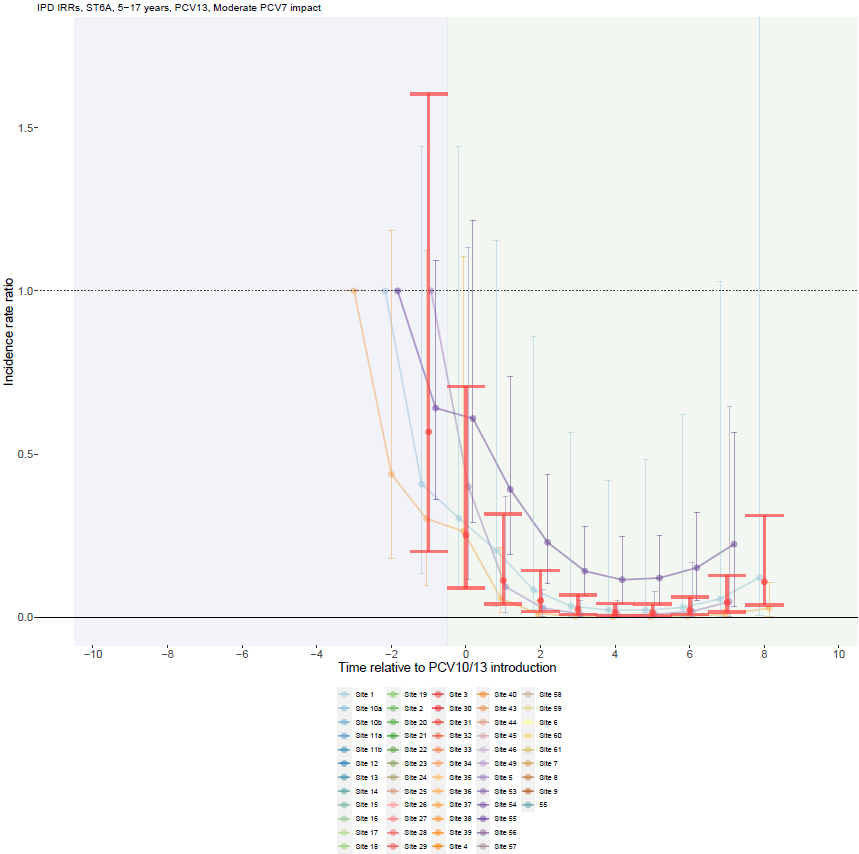 IPD IRRs, ST6A, 5−17 years, PCV13, Moderate PCV7 impact
Incidence rate ratio
1.5
1.0
0.5
0.0
−10 −8 −6 −4 −2 0 2 4 6 8 10
Time relative to PCV10/13 introduction
Site 1 Site 19 Site 3 Site 40 Site 58
Site 10a Site 2 Site 30 Site 43 Site 59
Site 10b Site 20 Site 31 Site 44 Site 6
Site 11a Site 21 Site 32 Site 45 Site 60
Site 11b Site 22 Site 33 Site 46 Site 61
Site 12 Site 23 Site 34 Site 49 Site 7
Site 13 Site 24 Site 35 Site 5 Site 8
Site 14 Site 25 Site 36 Site 53 Site 9
Site 15 Site 26 Site 37 Site 54 55
Site 16 Site 27 Site 38 Site 55
Site 17 Site 28 Site 39 Site 56
Site 18 Site 29 Site 4 Site 57